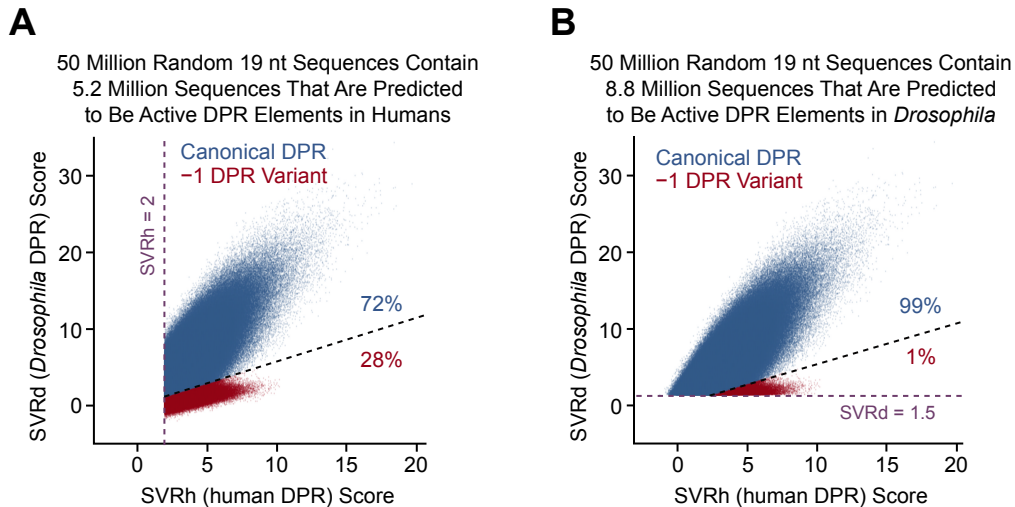 A
50 Million Random 19 nt Sequences Contain
5.2 Million Sequences That Are Predicted
to Be Active DPR Elements in Humans
Canonical DPR
−1 DPR Variant
SVRh = 2
72%
28%
30
20
10
0
SVRd (Drosophila DPR) Score
0
5
10
15
20
SVRh (human DPR) Score
B
50 Million Random 19 nt Sequences Contain
8.8 Million Sequences That Are Predicted
to Be Active DPR Elements in Drosophila
Canonical DPR
−1 DPR Variant
99%
1%
SVRd = 1.5
30
20
10
0
SVRd (Drosophila DPR) Score
0
5
10
15
20
SVRh (human DPR) Score